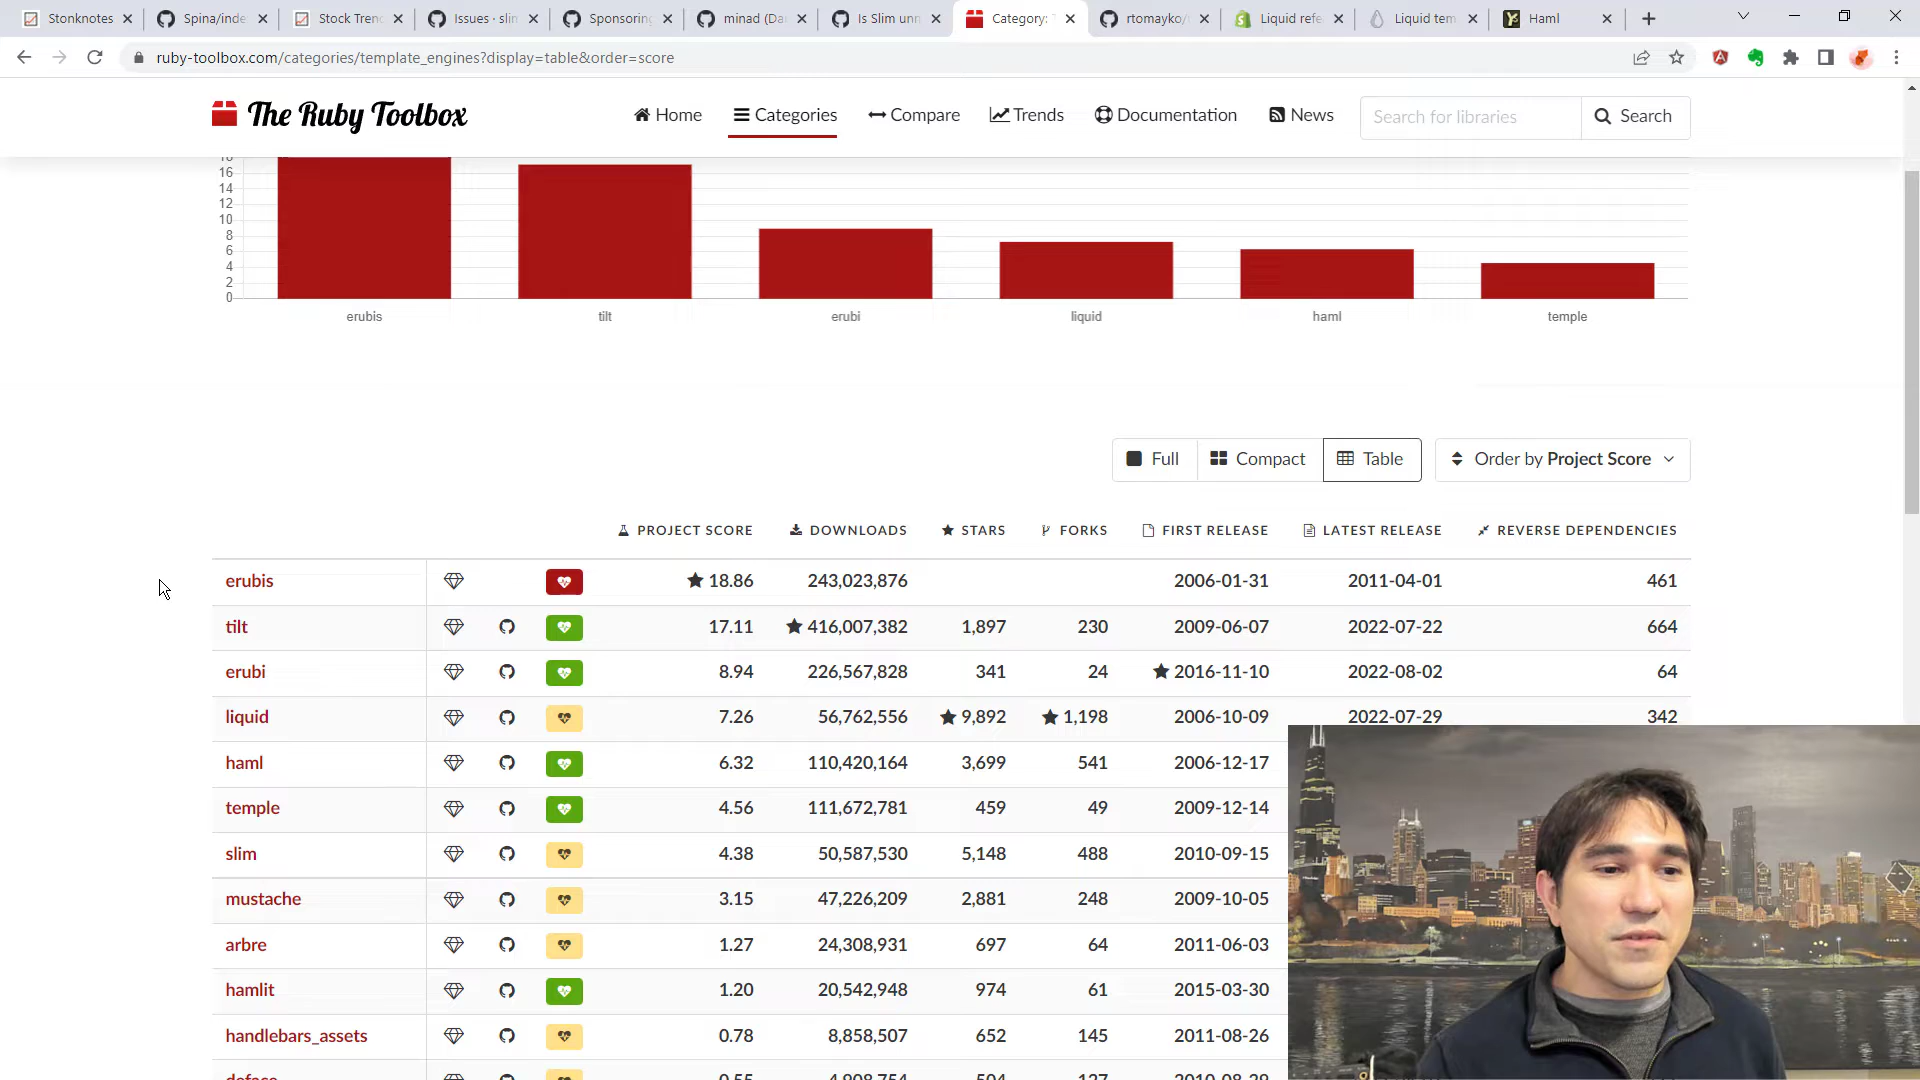 Stonknotes
Spina/inde
Stock Tren
Issues · slin
Sponsoring
minad (Da
Is Slim unn
Category: T
rtomayko/
Liquid refe
Liquid tem
Haml
ruby-toolbox.com/categories/template_engines?display=table&order=score
The Ruby Toolbox
Home
Categories
Compare
Trends
Documentation
News
Search for libraries
Search
18
16
14
12
10
8
6
4
2
0
erubis tilt erubi liquid haml temple
Full Compact Table Order by Project Score
PROJECT SCORE DOWNLOADS STARS FORKS FIRST RELEASE LATEST RELEASE REVERSE DEPENDENCIES
erubis 18.86 243,023,876 2006-01-31 2011-04-01 461
tilt 17.11 416,007,382 1,897 230 2009-06-07 2022-07-22 664
erubi 8.94 226,567,828 341 24 2016-11-10 2022-08-02 64
liquid 7.26 56,762,556 9,892 1,198 2006-10-09 2022-07-29 342
haml 6.32 110,420,164 3,699 541 2006-12-17
temple 4.56 111,672,781 459 49 2009-12-14
slim 4.38 50,587,530 5,148 488 2010-09-15
mustache 3.15 47,226,209 2,881 248 2009-10-05
arbre 1.27 24,308,931 697 64 2011-06-03
hamlit 1.20 20,542,948 974 61 2015-03-30
handlebars_assets 0.78 8,858,507 652 145 2011-08-26